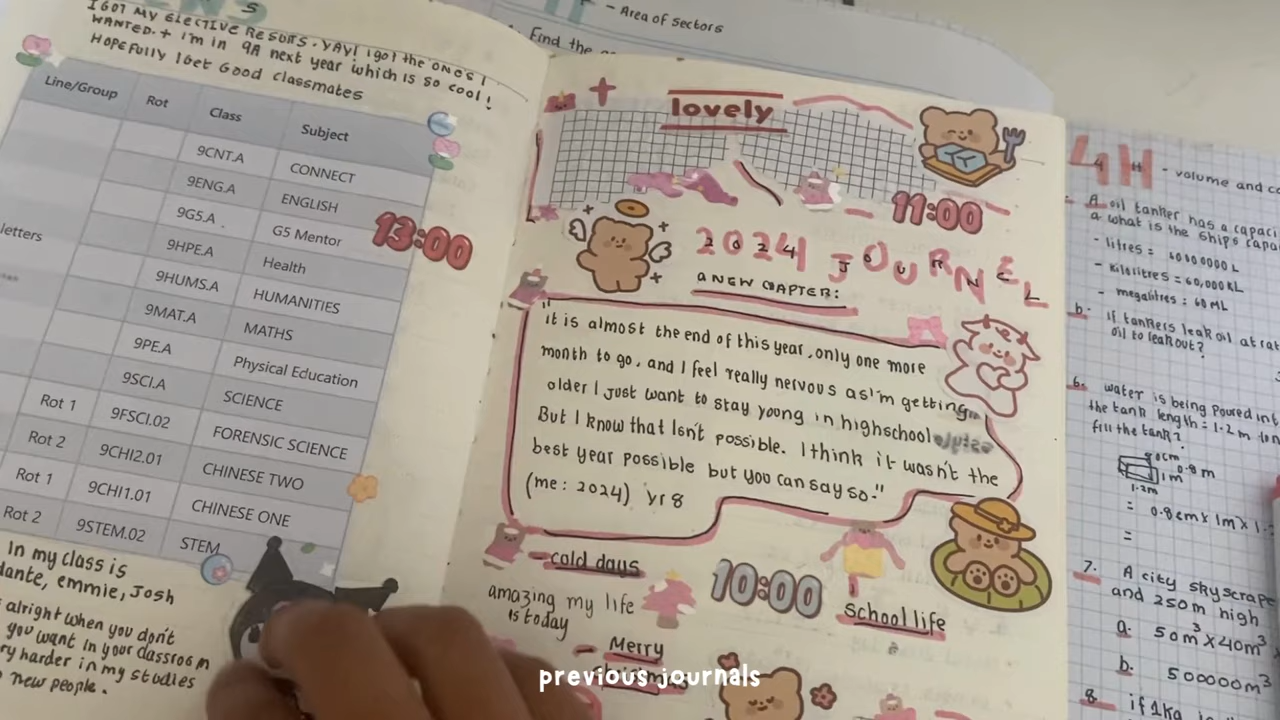 I GOT MY ELECTIVE RESULTS. YAY! I GOT THE ONES I
WANTED. + I'm in 9A next year which is so cool!
HOPEFULLY I GET GOOD CLASSMATES
Line/Group Rot Class Subject
9CNT.A CONNECT
9ENG.A ENGLISH
9G5.A G5 Mentor
letters
9HPE.A Health
9HUMS.A HUMANITIES
9MAT.A MATHS
9PE.A Physical Education
9SCI.A SCIENCE
Rot 1 9FSCI.02 FORENSIC SCIENCE
Rot 2 9CHI2.01 CHINESE TWO
Rot 1 9CHI1.01 CHINESE ONE
Rot 2 9STEM.02 STEM
13:00
In my class is
emmie, Josh
alright when you don't
you want in your classroom
harder in my studies
new people.
- Area of sectors
Find the
+ lovely
11:00
2024 JOURNEL
a NEW CHAPTER:
"it is almost the end of this year, only one more
month to go, and I feel really nervous as i'm getting
older I just want to stay young in highschool
But I know that Isn't possible. I think it wasn't the
best year possible but you can say so."
(me: 2024) yr 8
- cold days
amazing my life
is today
10:00
school life
- Merry
previous journals
4H - volume and
A oil tanker has a
a what is the ships
- litres =
- kilolitres = 60,000 KL
- megalitres = 60 ML
b. if tankers leak oil at
oil to leak out?
6. water is being poured
the tank length = 1.2 m
fill the tank?
90cm
0.8 m
1m
1.2m
= 0.8cm x 1m x
=
7. A city
and 250m high
a. 50m³ x 40m³
b. 500000m³
8. if 1kg